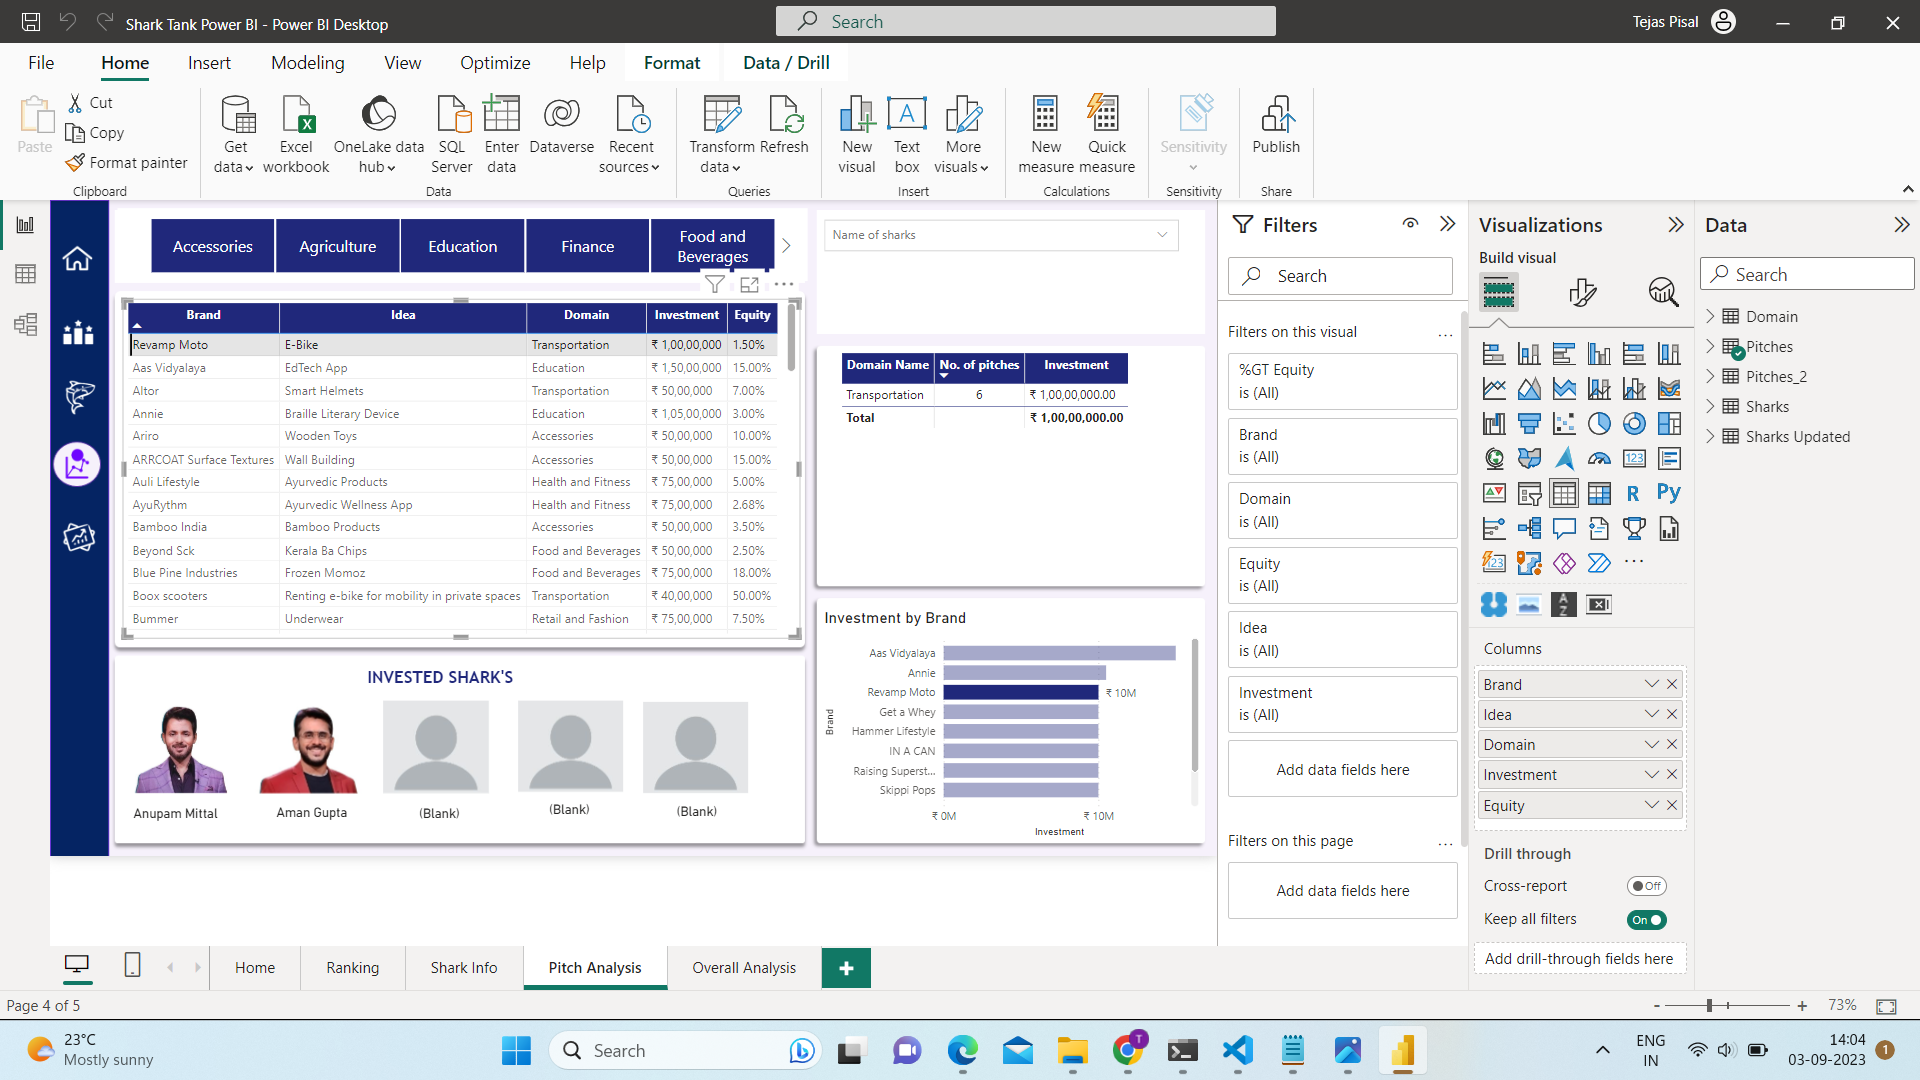 Shark Tank Power BI - Power BI Desktop
Search
Tejas Pisal
File
Home
Insert
Modeling
View
Optimize
Help
Format
Data / Drill
Paste
Cut
Copy
Format painter
Clipboard
Get data
Excel workbook
OneLake data hub
SQL Server
Enter data
Dataverse
Recent sources
Data
Transform data
Refresh
Queries
New visual
Text box
More visuals
Insert
New measure
Quick measure
Calculations
Sensitivity
Sensitivity
Publish
Share
Accessories
Agriculture
Education
Finance
Food and Beverages
Brand Idea Domain Investment Equity
Revamp Moto E-Bike Transportation ₹ 1,00,00,000 1.50%
Aas Vidyalaya EdTech App Education ₹ 1,50,00,000 15.00%
Altor Smart Helmets Transportation ₹ 50,00,000 7.00%
Annie Braille Literary Device Education ₹ 1,05,00,000 3.00%
Ariro Wooden Toys Accessories ₹ 50,00,000 10.00%
ARRCOAT Surface Textures Wall Building Accessories ₹ 50,00,000 15.00%
Auli Lifestyle Ayurvedic Products Health and Fitness ₹ 75,00,000 5.00%
AyuRythm Ayurvedic Wellness App Health and Fitness ₹ 75,00,000 2.68%
Bamboo India Bamboo Products Accessories ₹ 50,00,000 3.50%
Beyond Sck Kerala Ba Chips Food and Beverages ₹ 50,00,000 2.50%
Blue Pine Industries Frozen Momoz Food and Beverages ₹ 75,00,000 18.00%
Boox scooters Renting e-bike for mobility in private spaces Transportation ₹ 40,00,000 50.00%
Bummer Underwear Retail and Fashion ₹ 75,00,000 7.50%
INVESTED SHARK'S
Anupam Mittal
Aman Gupta
(Blank)
(Blank)
(Blank)
Name of sharks
Domain Name No. of pitches Investment
Transportation 6 ₹ 1,00,00,000.00
Total ₹ 1,00,00,000.00
Investment by Brand
Brand
Aas Vidyalaya
Annie
Revamp Moto ₹ 10M
Get a Whey
Hammer Lifestyle
IN A CAN
Raising Superst...
Skippi Pops
₹ 0M ₹ 10M
Investment
Filters
Search
Filters on this visual ...
%GT Equity
is (All)
Brand
is (All)
Domain
is (All)
Equity
is (All)
Idea
is (All)
Investment
is (All)
Add data fields here
Filters on this page ...
Add data fields here
Visualizations
Build visual
123
R
Py
123
...
A
Z
Columns
Brand
Idea
Domain
Investment
Equity
Drill through
Cross-report Off
Keep all filters On
Add drill-through fields here
Data
Search
Domain
Pitches
Pitches_2
Sharks
Sharks Updated
Home
Ranking
Shark Info
Pitch Analysis
Overall Analysis
+
Page 4 of 5
- + 73%
23°C
Mostly sunny
Search
T
ENG
IN
14:04
03-09-2023
1